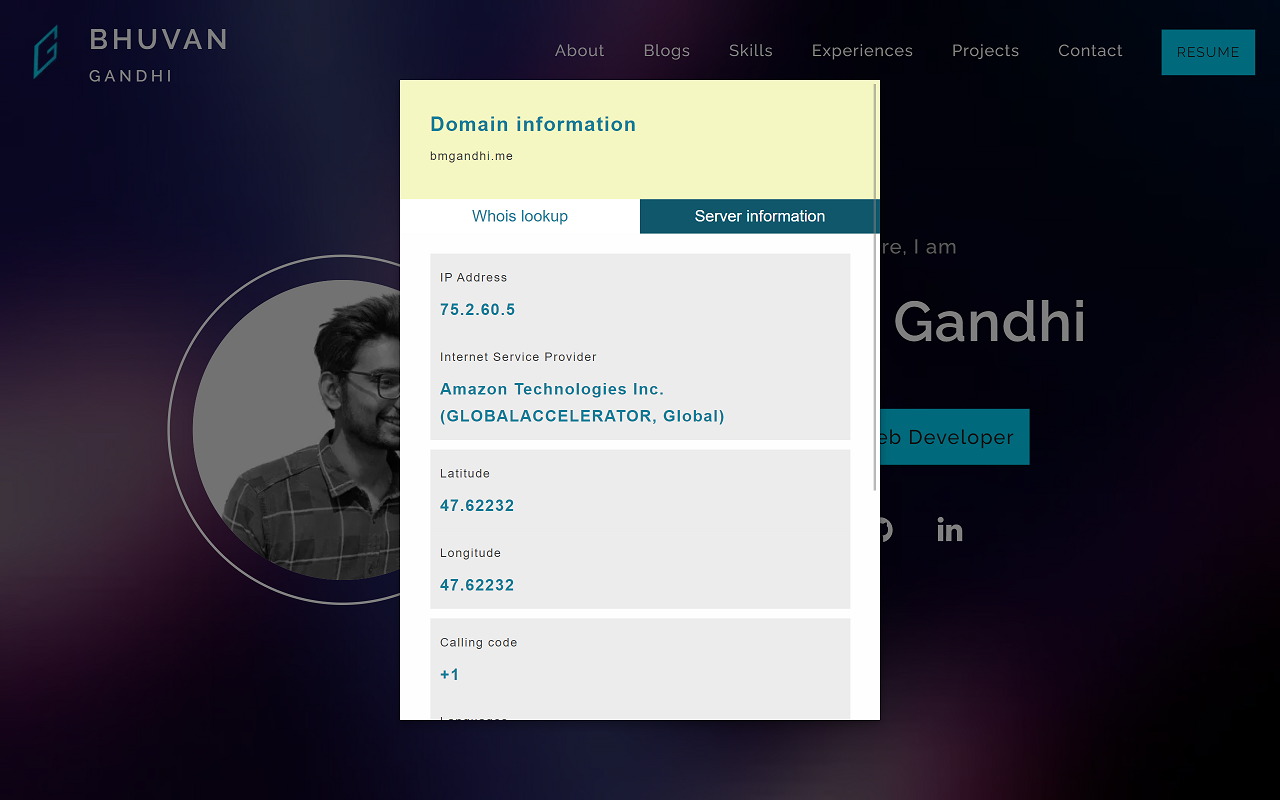 BHUVAN
GANDHI
About Blogs Skills Experiences Projects Contact RESUME
Domain information
bmgandhi.me
Whois lookup Server information
IP Address
75.2.60.5
Internet Service Provider
Amazon Technologies Inc.
(GLOBALACCELERATOR, Global)
Latitude
47.62232
Longitude
47.62232
Calling code
+1
re, I am
Gandhi
eb Developer
in